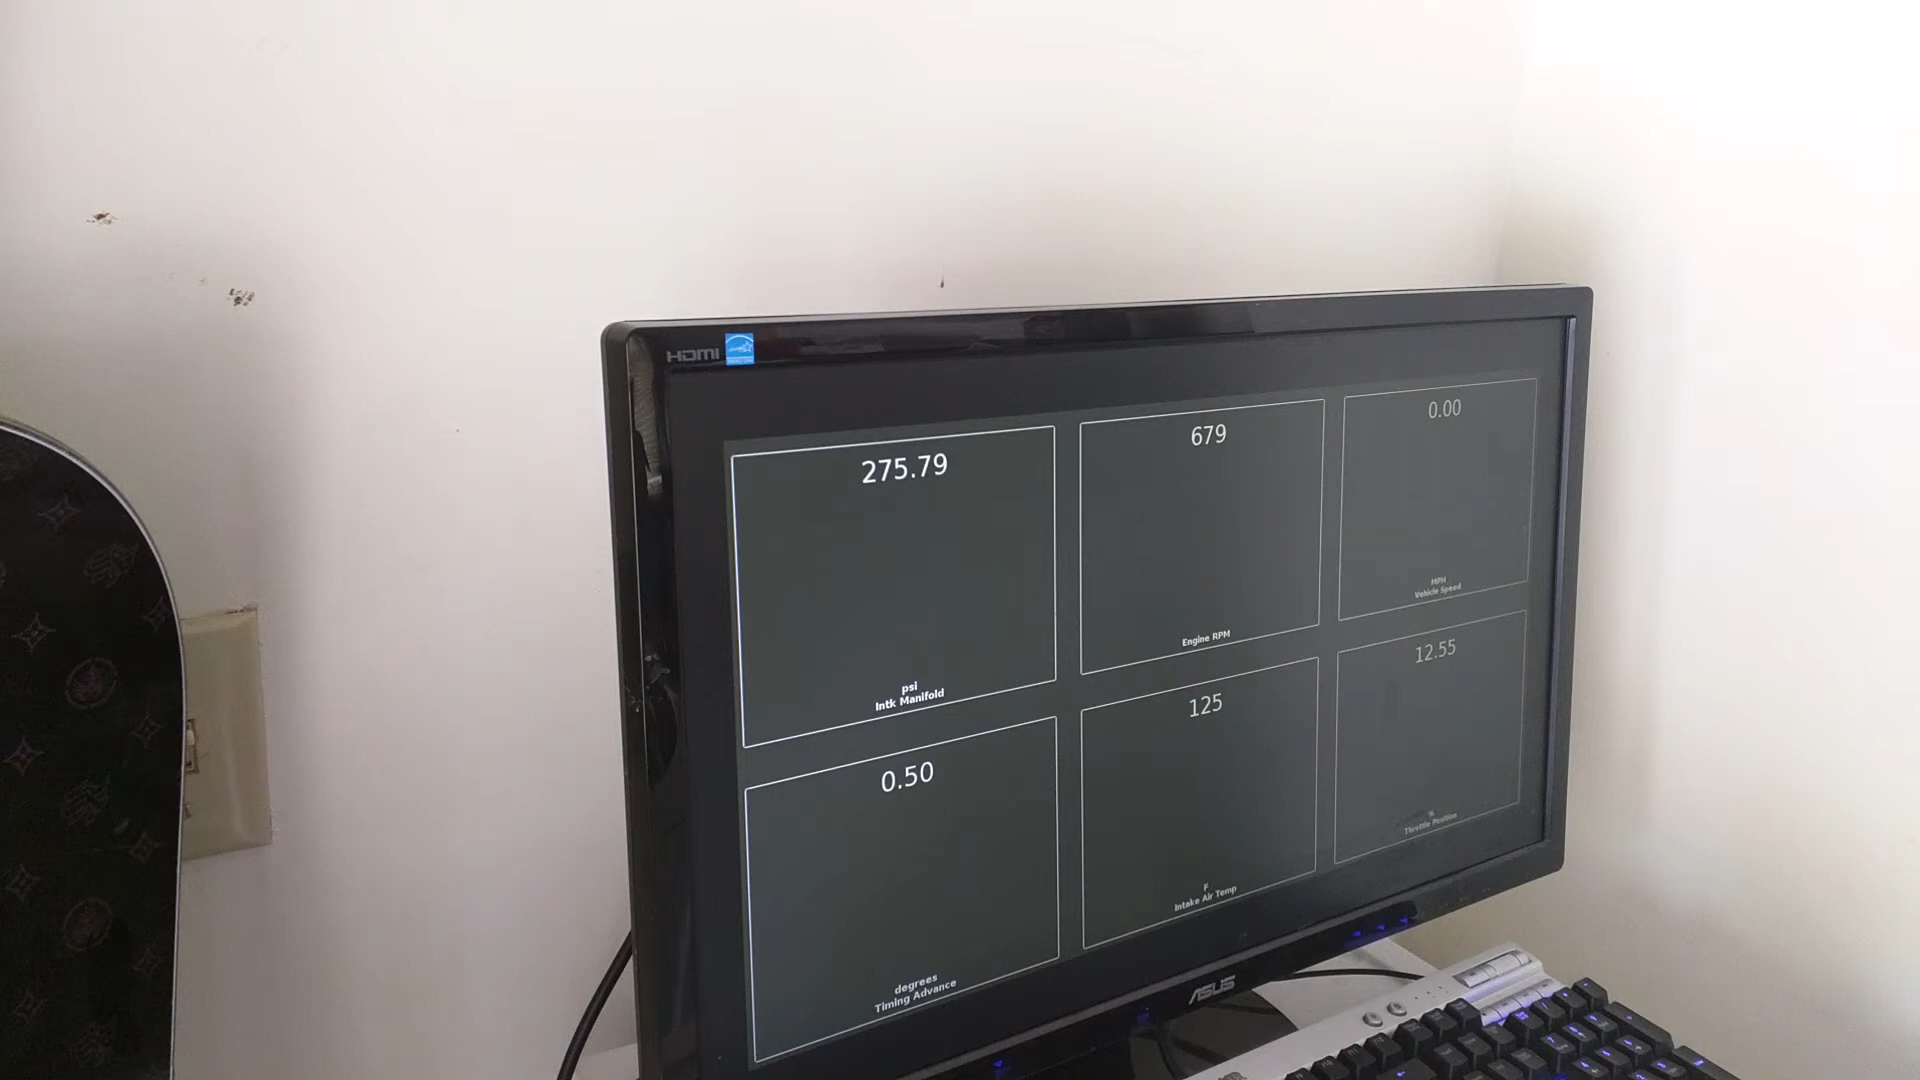 HDMI
275.79
psi
Intk Manifold
679
Engine RPM
0.00
MPH
Vehicle Speed
0.50
degrees
Timing Advance
125
F
Intake Air Temp
12.55
%
Throttle Position
ASUS